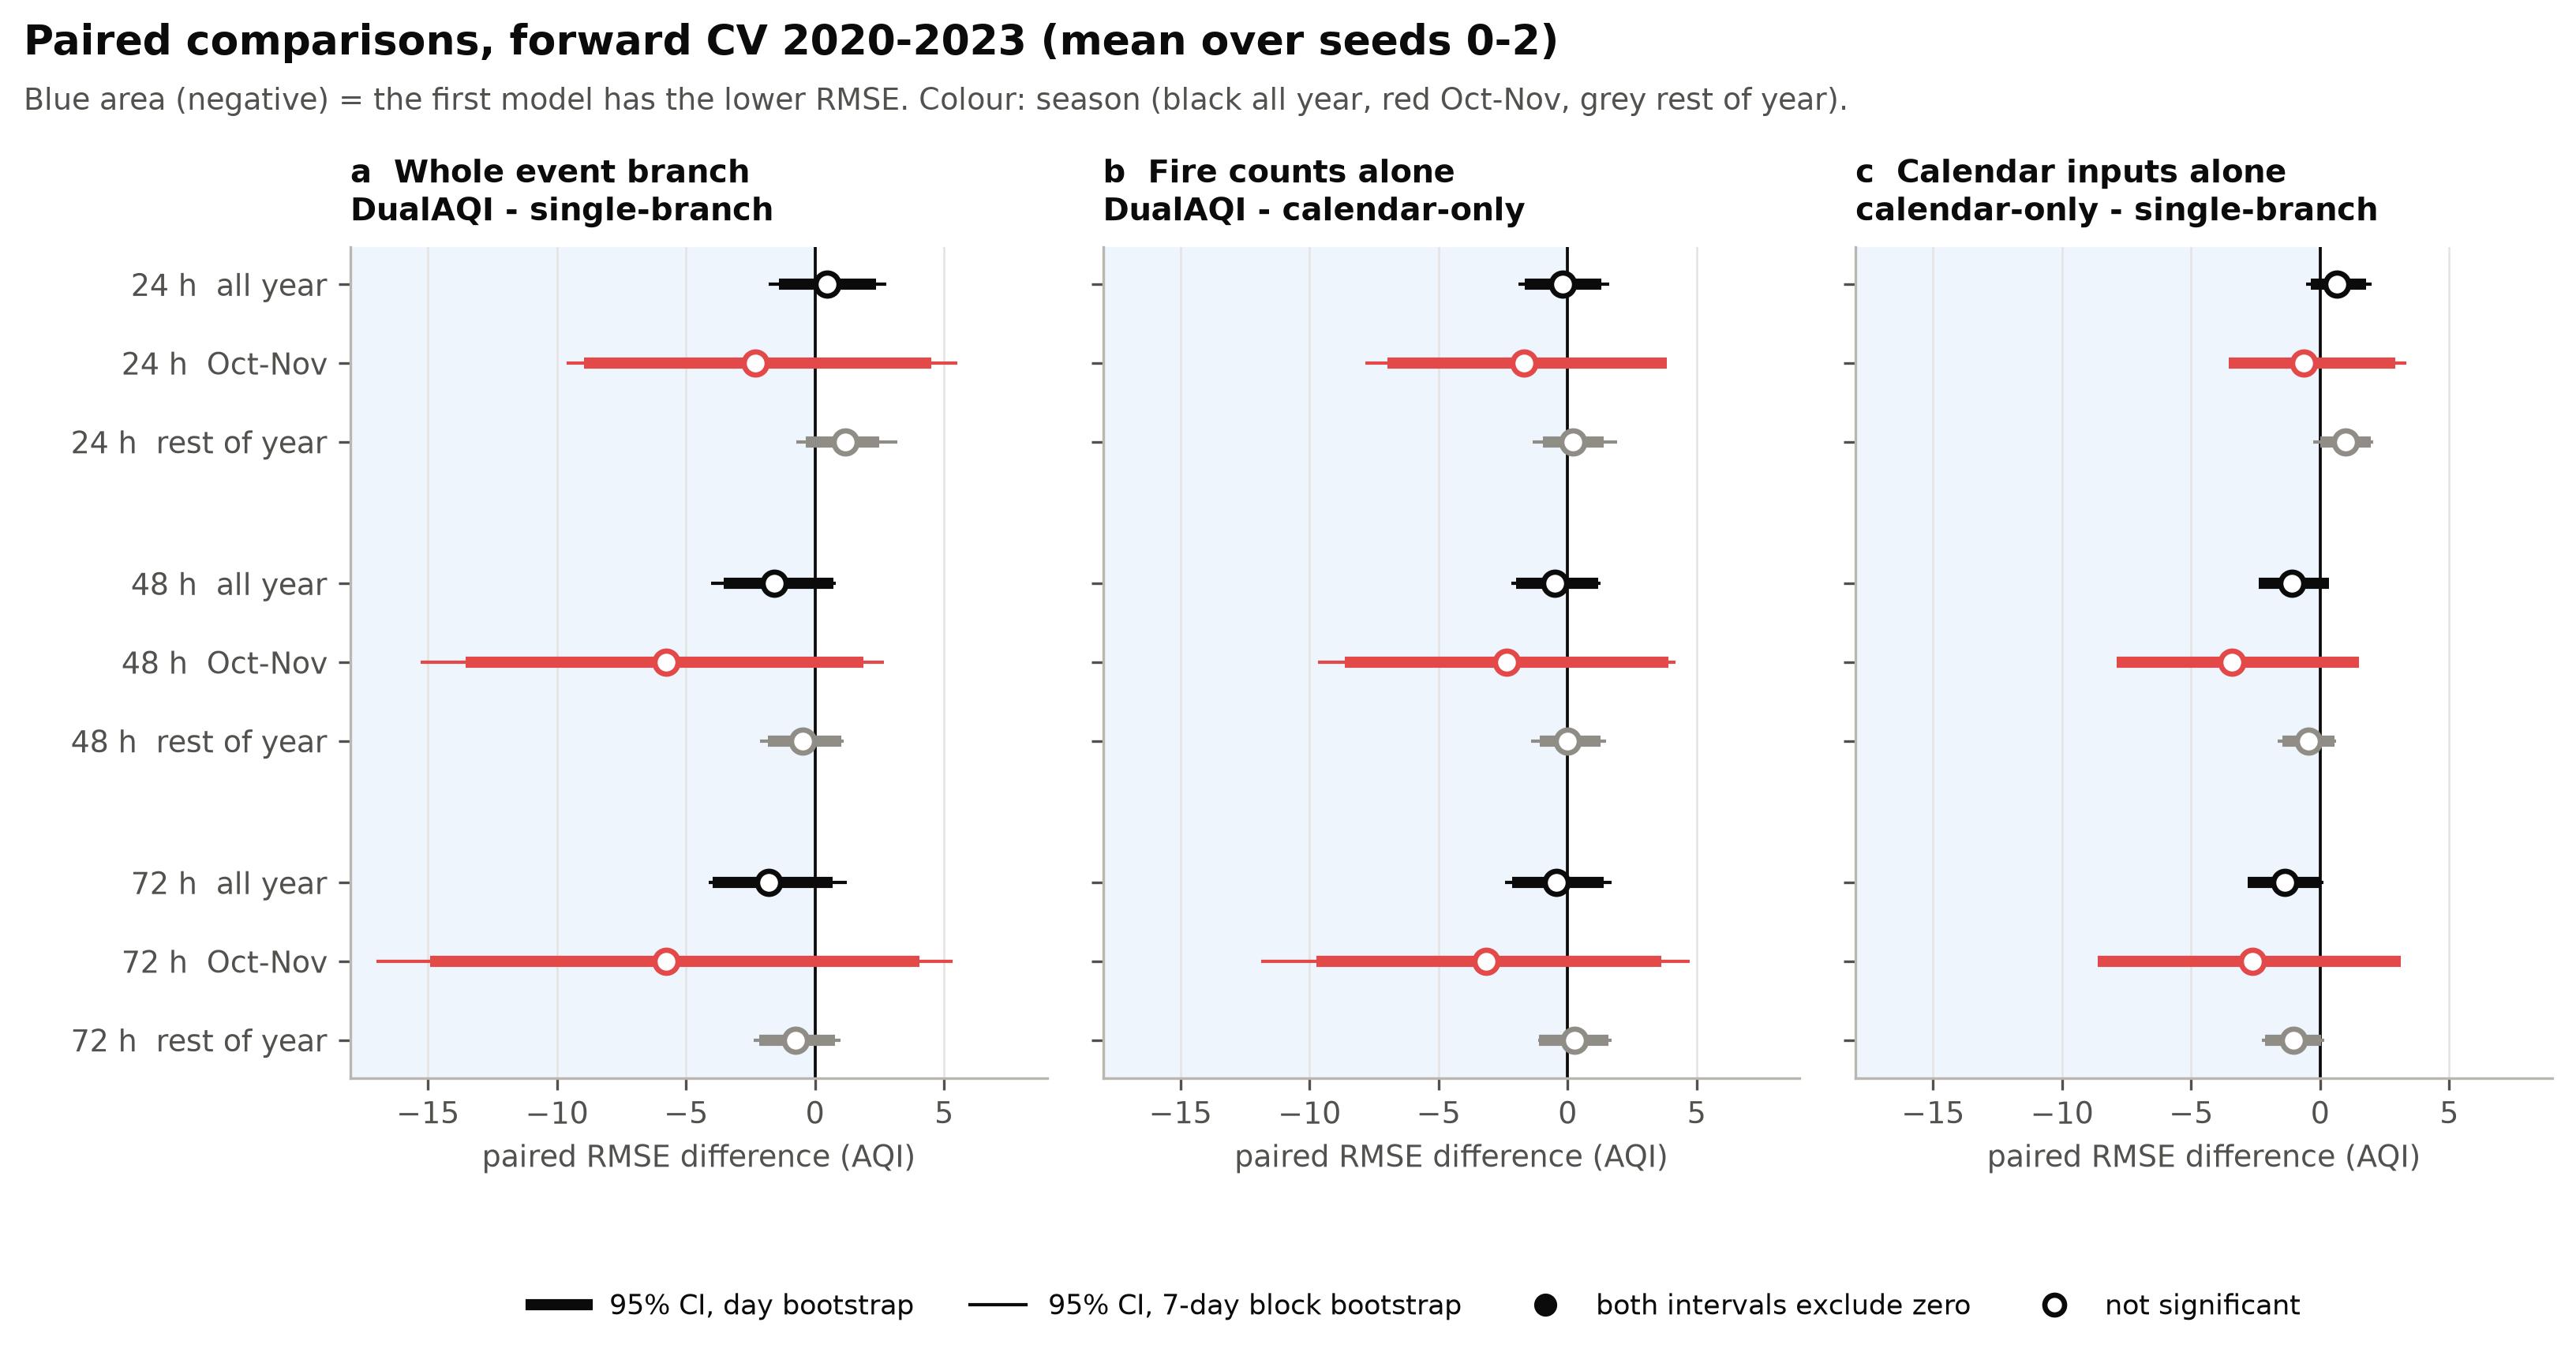 Paired comparisons, forward CV 2020-2023 (mean over seeds 0-2)
Blue area (negative) = the first model has the lower RMSE. Colour: season (black all year, red Oct-Nov, grey rest of year).
a Whole event branch
DualAQI - single-branch
b Fire counts alone
DualAQI - calendar-only
c Calendar inputs alone
calendar-only - single-branch
24 h all year
24 h Oct-Nov
24 h rest of year
48 h all year
48 h Oct-Nov
48 h rest of year
72 h all year
72 h Oct-Nov
72 h rest of year
−15 −10 −5 0 5
−15 −10 −5 0 5
−15 −10 −5 0 5
paired RMSE difference (AQI)
paired RMSE difference (AQI)
paired RMSE difference (AQI)
95% CI, day bootstrap
95% CI, 7-day block bootstrap
both intervals exclude zero
not significant